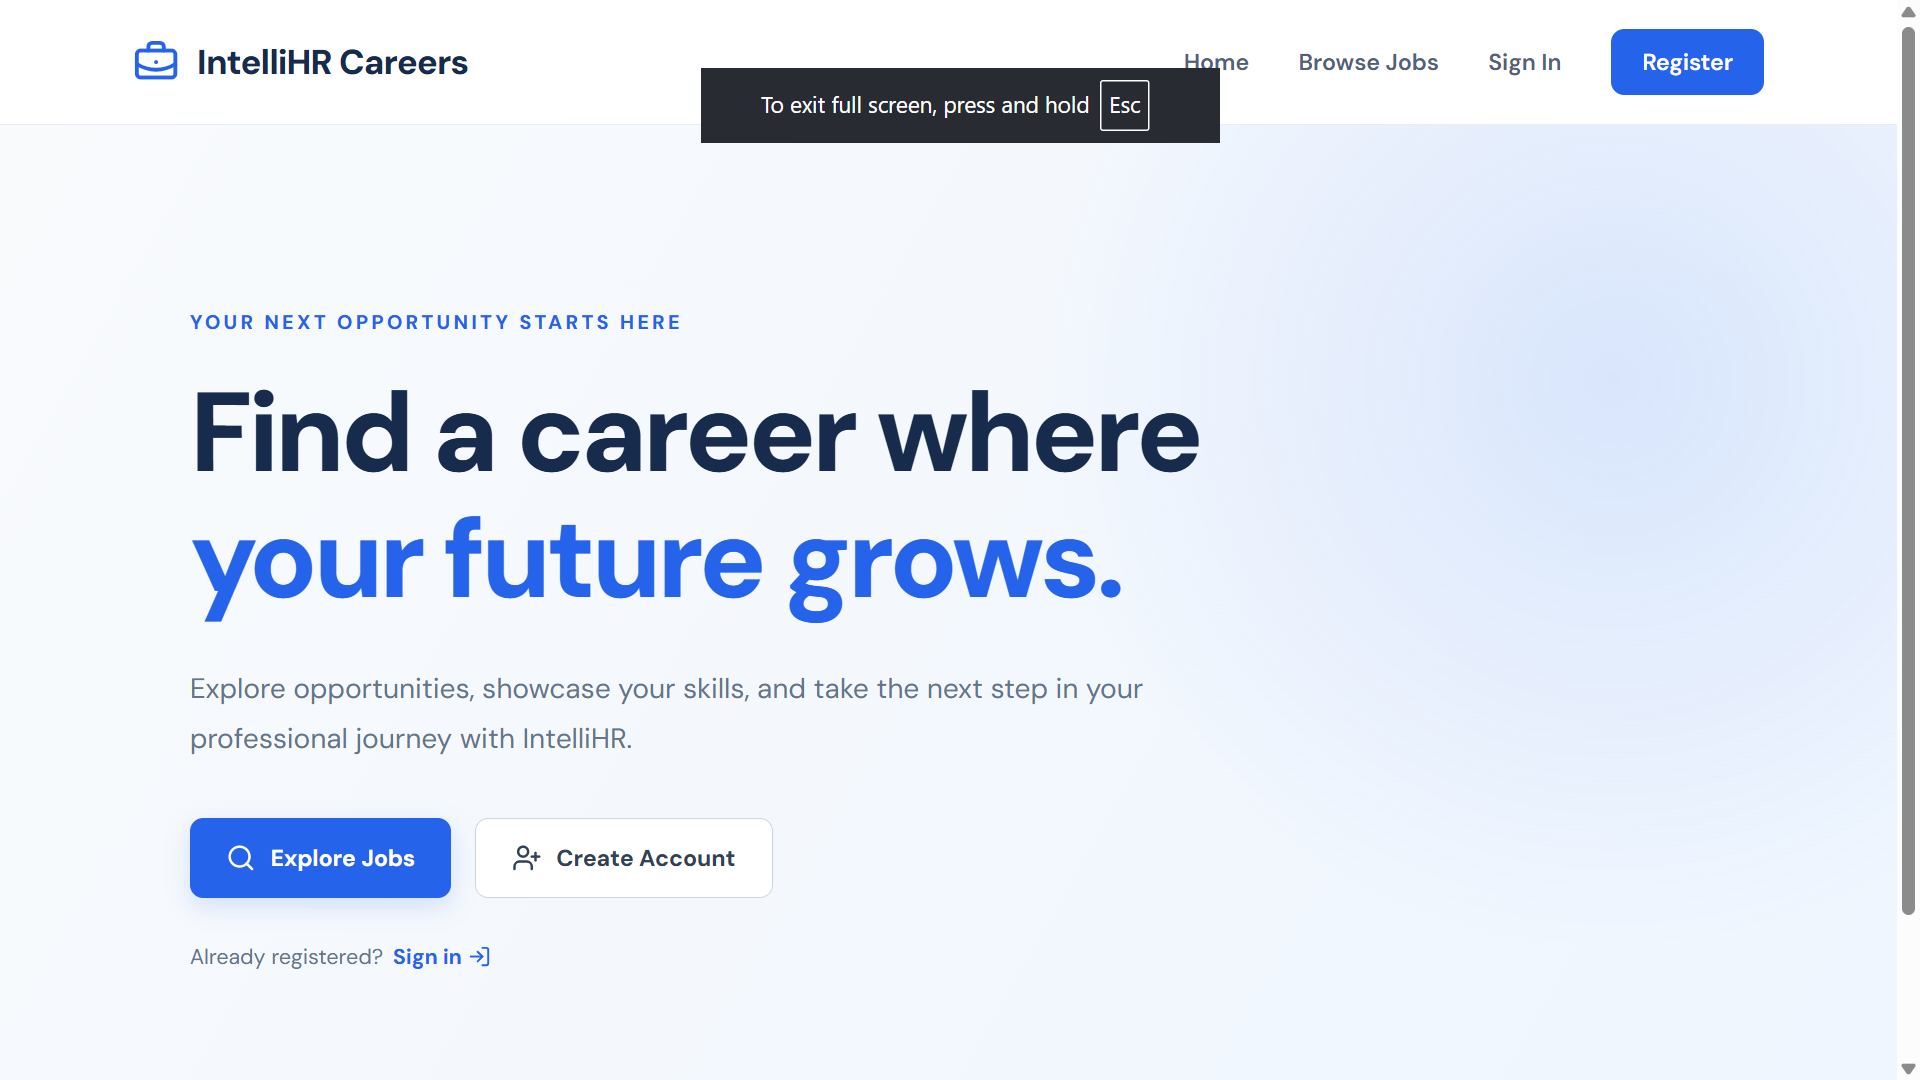 IntelliHR Careers
Home
Browse Jobs
Sign In
Register
To exit full screen, press and hold Esc
YOUR NEXT OPPORTUNITY STARTS HERE
Find a career where
your future grows.
Explore opportunities, showcase your skills, and take the next step in your
professional journey with IntelliHR.
Explore Jobs
Create Account
Already registered? Sign in